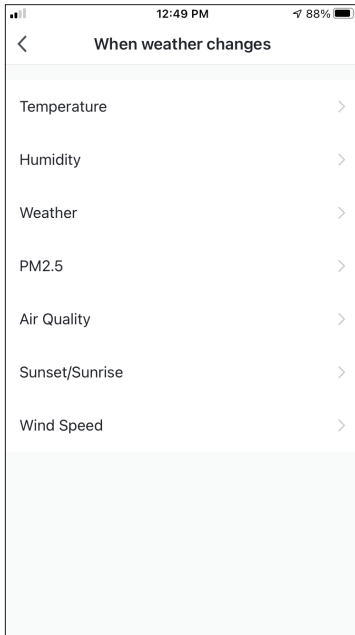 12:49 PM 88%
When weather changes
Temperature
Humidity
Weather
PM2.5
Air Quality
Sunset/Sunrise
Wind Speed